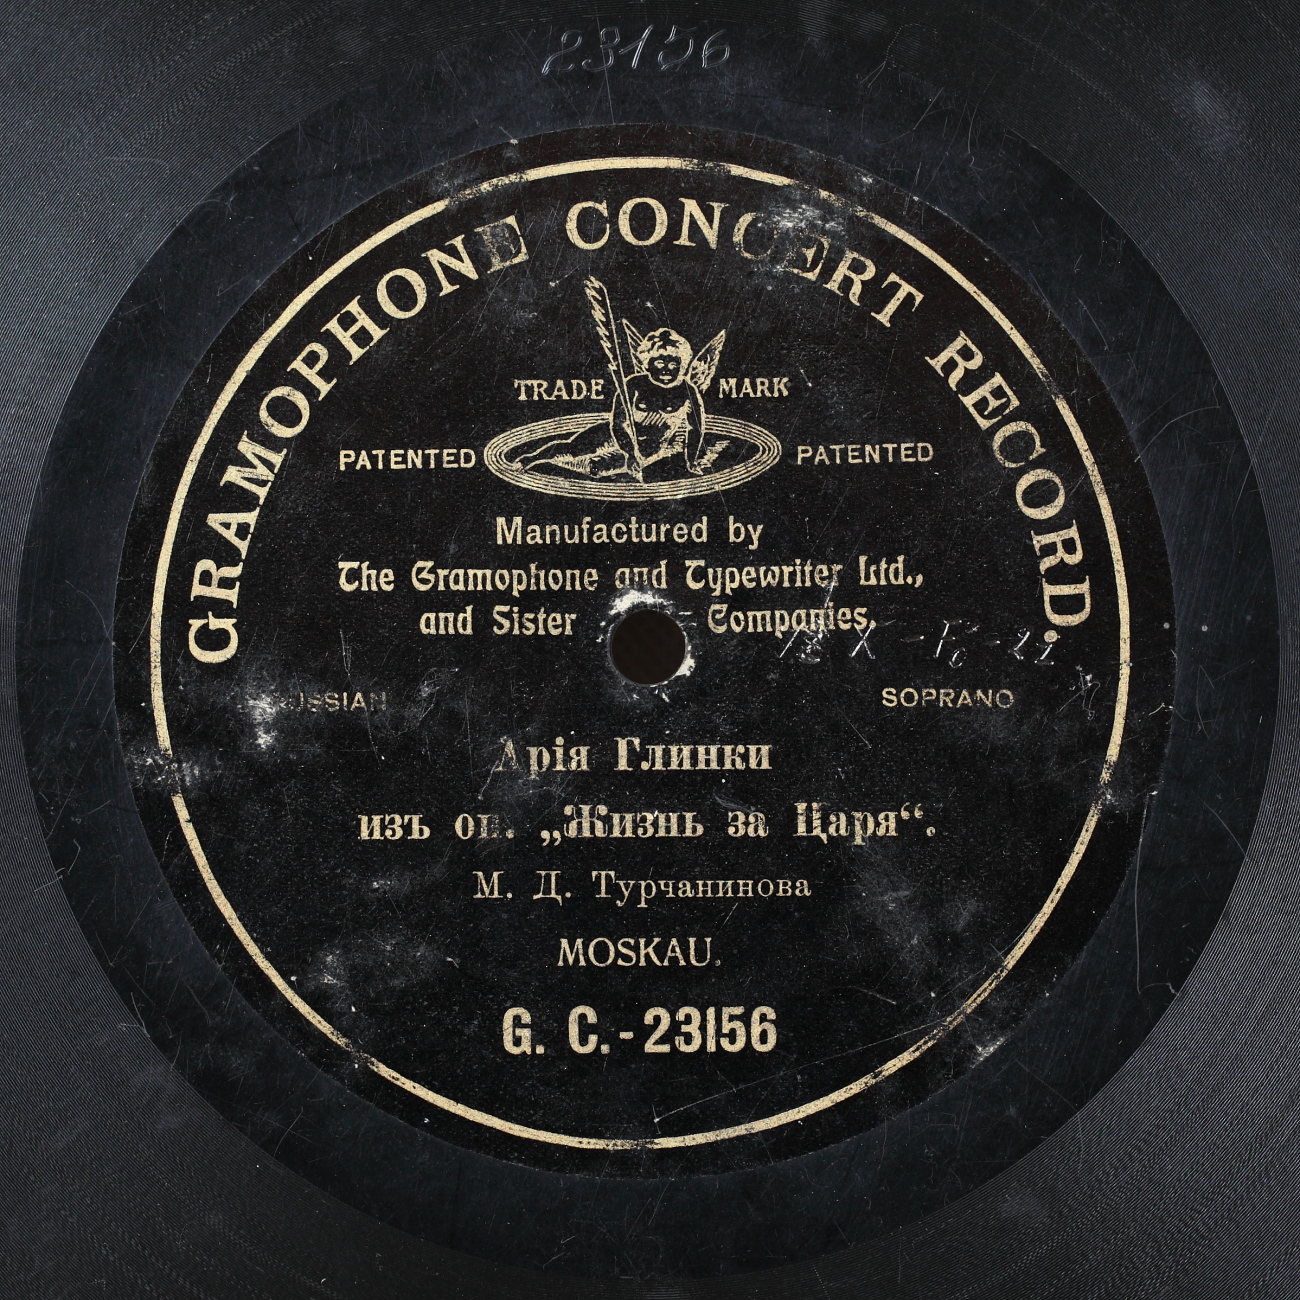 23156
GRAMOPHONE CONCERT RECORD.
TRADE MARK
PATENTED PATENTED
Manufactured by
The Gramophone and Typewriter Ltd.,
and Sister Companies.
RUSSIAN SOPRANO
Арія Глинки
изъ оп. „Жизнь за Царя“.
М. Д. Турчанинова
MOSKAU.
G. C.-23156